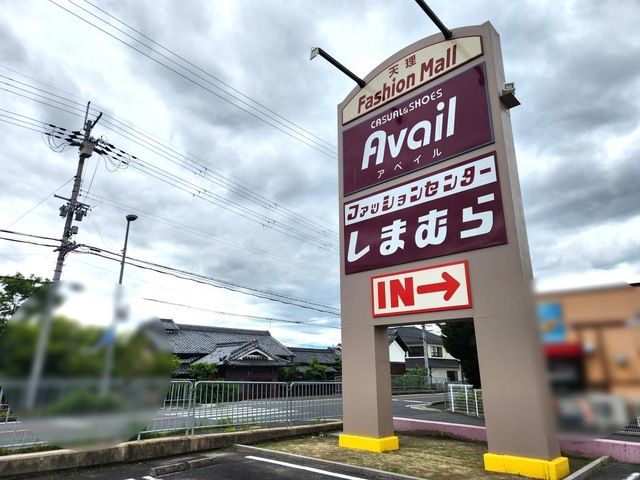 天理
Fashion Mall
CASUAL&SHOES
Avail
アベイル
ファッションセンター
しまむら
IN→